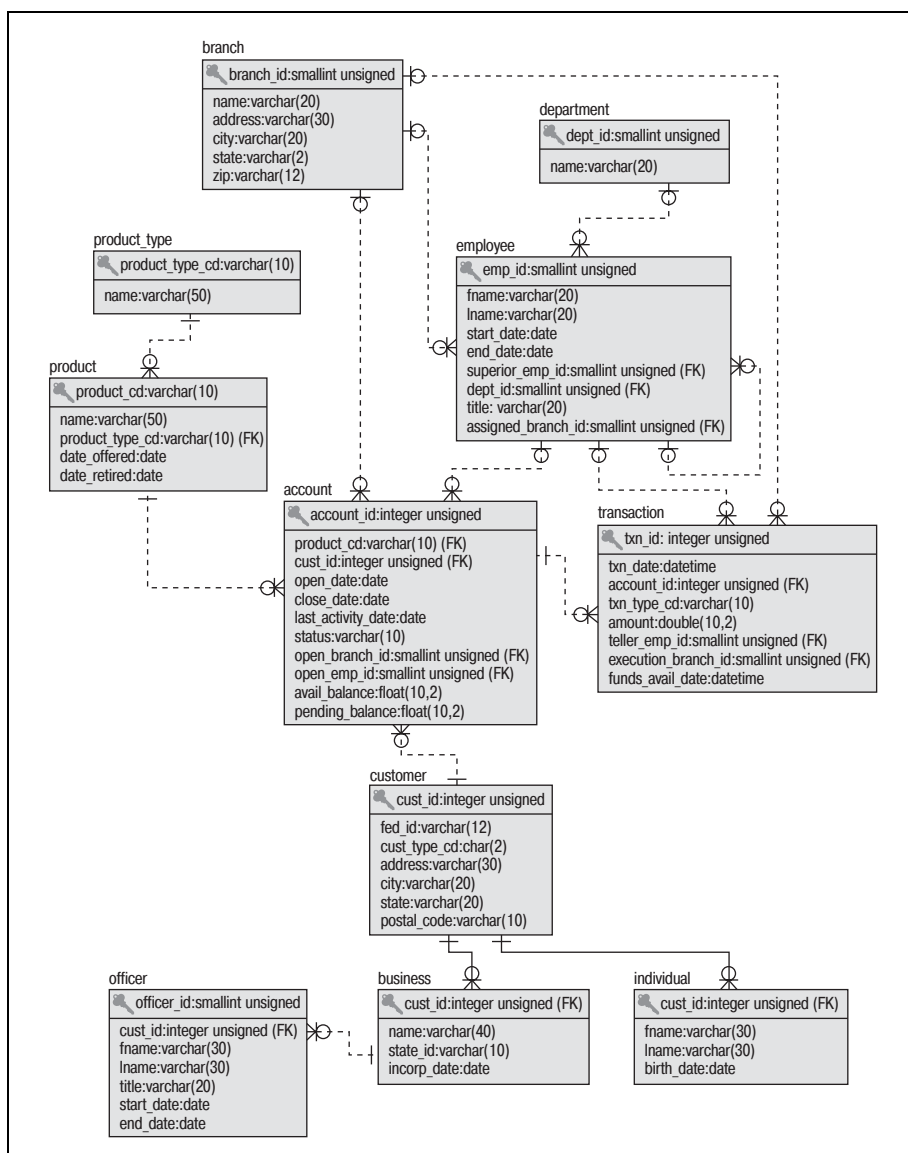 branch
branch_id:smallint unsigned
name:varchar(20)
address:varchar(30)
city:varchar(20)
state:varchar(2)
zip:varchar(12)
department
dept_id:smallint unsigned
name:varchar(20)
product_type
product_type_cd:varchar(10)
name:varchar(50)
employee
emp_id:smallint unsigned
fname:varchar(20)
lname:varchar(20)
start_date:date
end_date:date
superior_emp_id:smallint unsigned (FK)
dept_id:smallint unsigned (FK)
title: varchar(20)
assigned_branch_id:smallint unsigned (FK)
product
product_cd:varchar(10)
name:varchar(50)
product_type_cd:varchar(10) (FK)
date_offered:date
date_retired:date
account
account_id:integer unsigned
product_cd:varchar(10) (FK)
cust_id:integer unsigned (FK)
open_date:date
close_date:date
last_activity_date:date
status:varchar(10)
open_branch_id:smallint unsigned (FK)
open_emp_id:smallint unsigned (FK)
avail_balance:float(10,2)
pending_balance:float(10,2)
transaction
txn_id: integer unsigned
txn_date:datetime
account_id:integer unsigned (FK)
txn_type_cd:varchar(10)
amount:double(10,2)
teller_emp_id:smallint unsigned (FK)
execution_branch_id:smallint unsigned (FK)
funds_avail_date:datetime
customer
cust_id:integer unsigned
fed_id:varchar(12)
cust_type_cd:char(2)
address:varchar(30)
city:varchar(20)
state:varchar(20)
postal_code:varchar(10)
officer
officer_id:smallint unsigned
cust_id:integer unsigned (FK)
fname:varchar(30)
lname:varchar(30)
title:varchar(20)
start_date:date
end_date:date
business
cust_id:integer unsigned (FK)
name:varchar(40)
state_id:varchar(10)
incorp_date:date
individual
cust_id:integer unsigned (FK)
fname:varchar(30)
lname:varchar(30)
birth_date:date